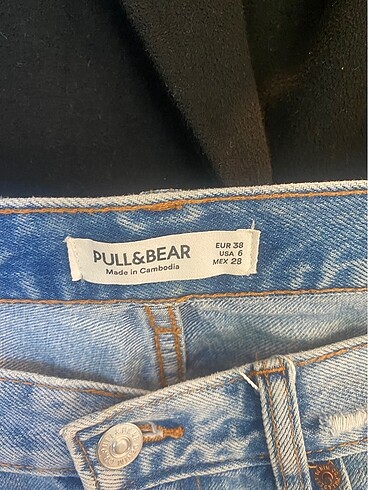 PULL&BEAR
Made in Cambodia
EUR 38
USA 6
MEX 28